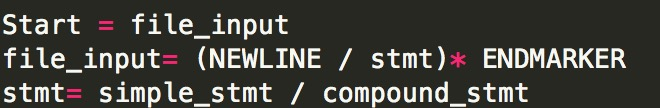 Start = file_input
file_input= (NEWLINE / stmt)* ENDMARKER
stmt= simple_stmt / compound_stmt